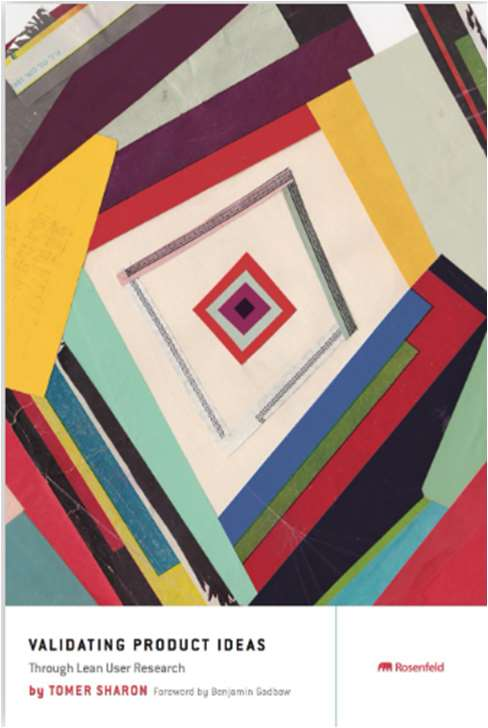 VALIDATING PRODUCT IDEAS
Through Lean User Research
by TOMER SHARON Foreword by Benjamin Gadbaw
Rosenfeld